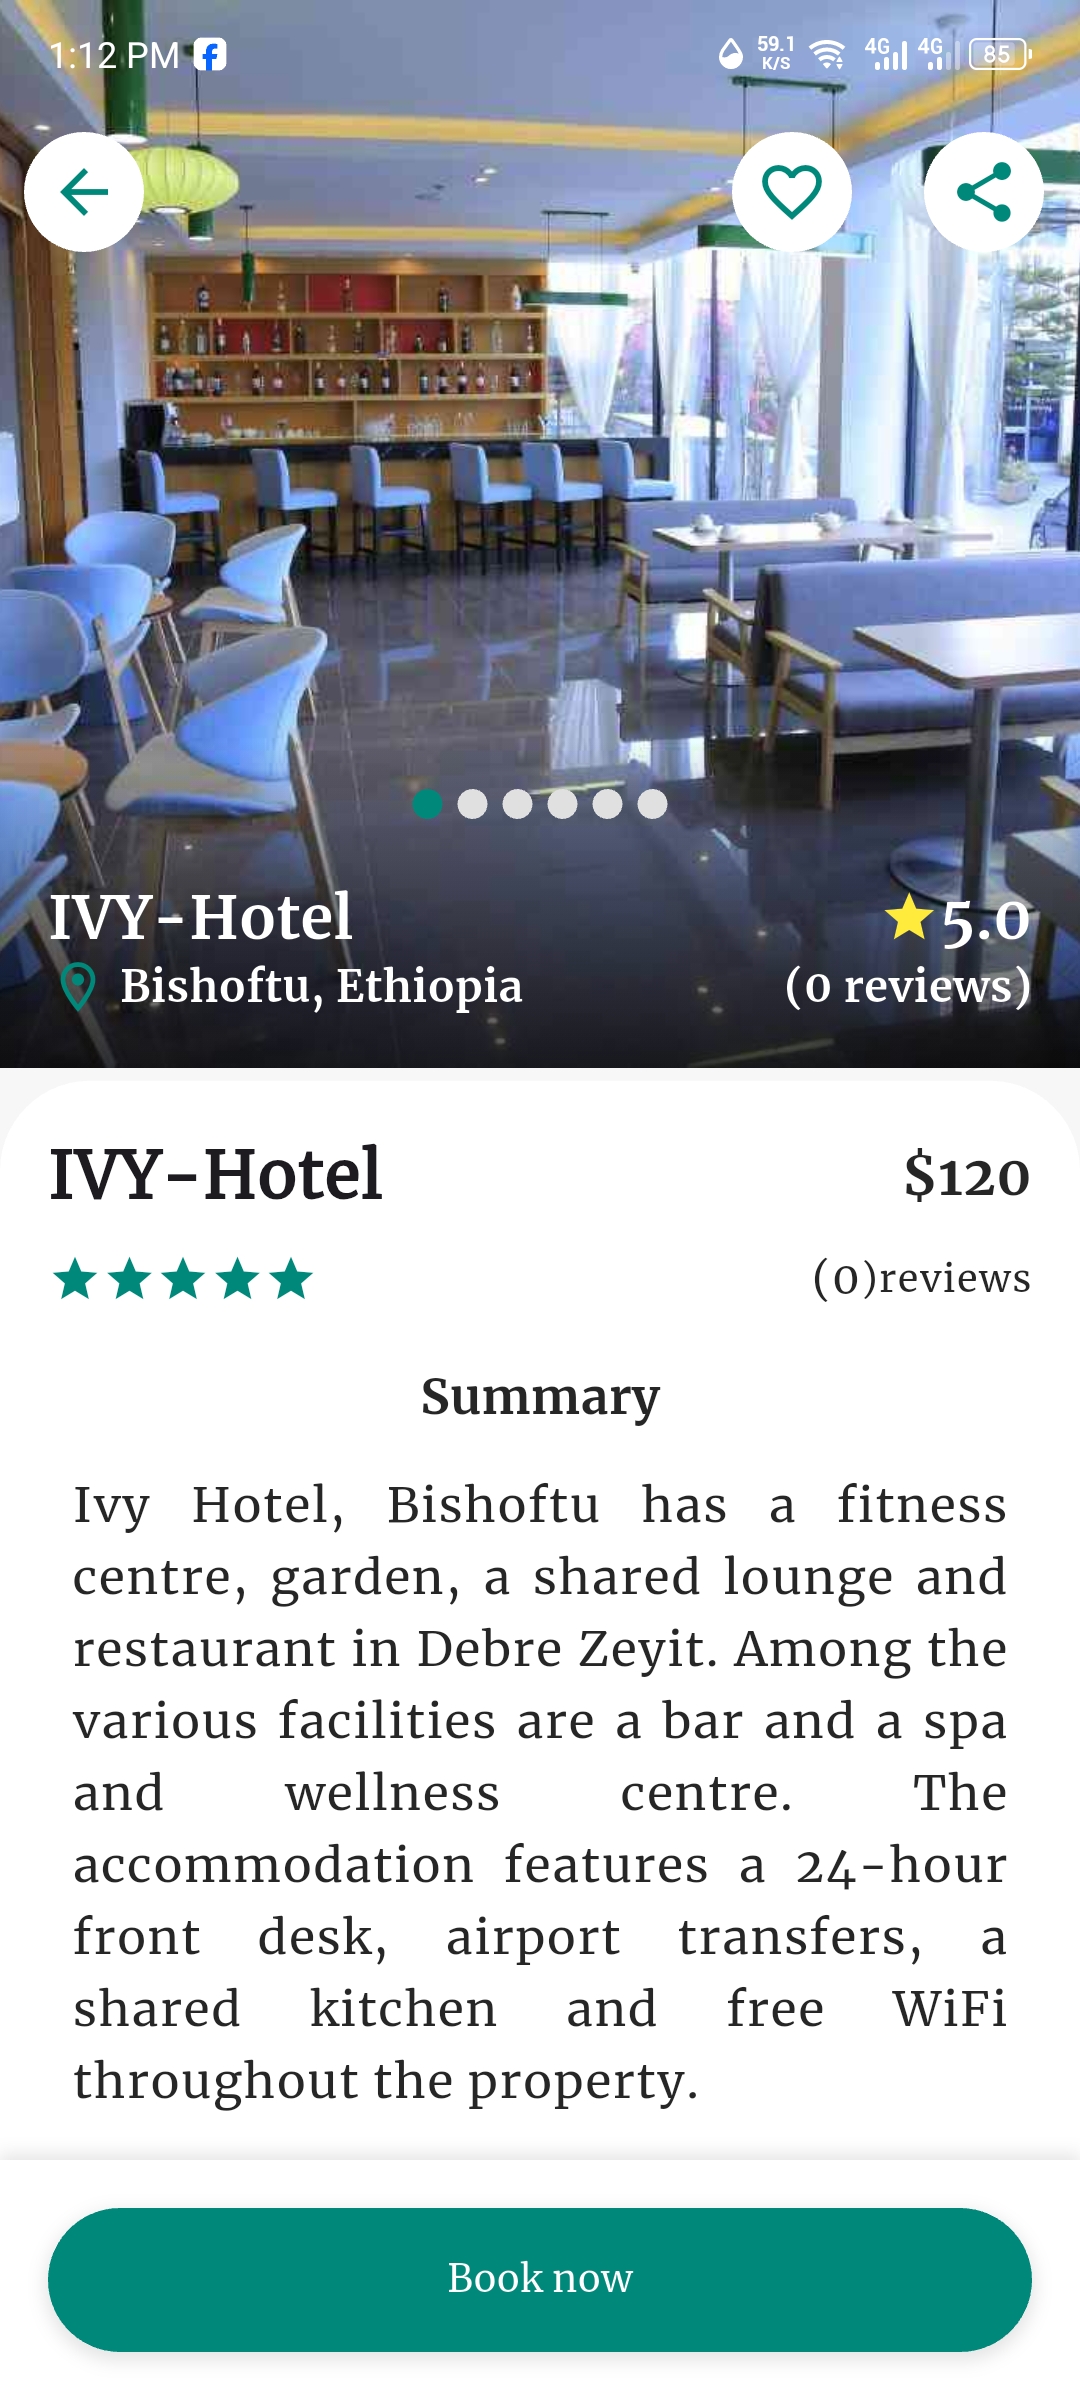 1:12 PM
59.1 K/S 4G 4G 85
IVY-Hotel
5.0
Bishoftu, Ethiopia
(0 reviews)
IVY-Hotel
$120
(0)reviews
Summary
Ivy Hotel, Bishoftu has a fitness
centre, garden, a shared lounge and
restaurant in Debre Zeyit. Among the
various facilities are a bar and a spa
and wellness centre. The
accommodation features a 24-hour
front desk, airport transfers, a
shared kitchen and free WiFi
throughout the property.
Book now